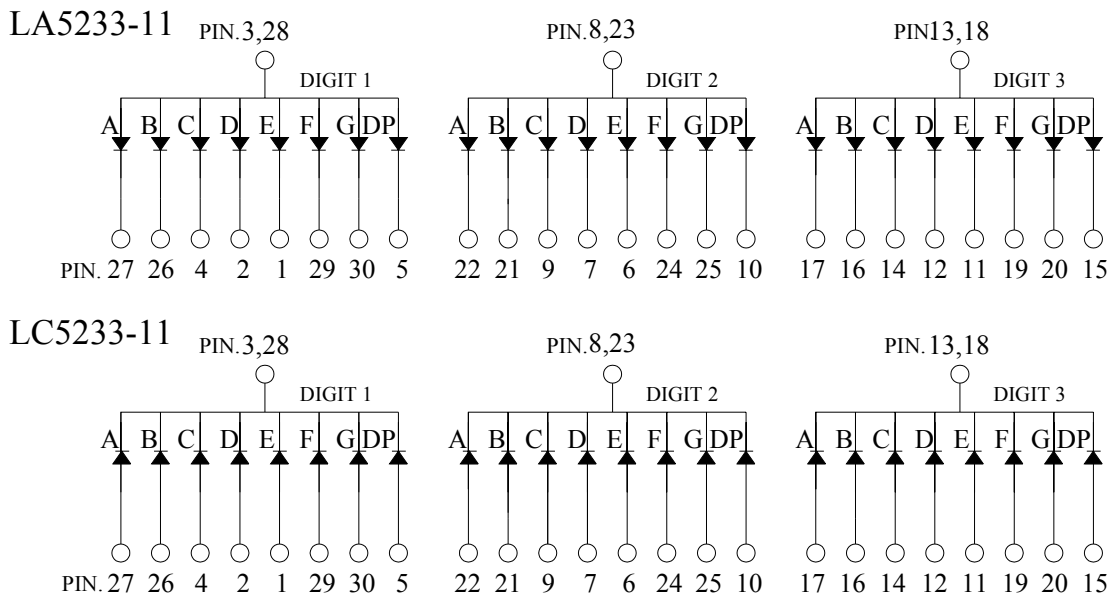 LA5233-11
PIN.3,28 PIN.8,23 PIN13,18
DIGIT 1 DIGIT 2 DIGIT 3
A B C D E F G DP A B C D E F G DP A B C D E F G DP
PIN. 27 26 4 2 1 29 30 5 22 21 9 7 6 24 25 10 17 16 14 12 11 19 20 15
LC5233-11
PIN.3,28 PIN.8,23 PIN. 13,18
DIGIT 1 DIGIT 2 DIGIT 3
A B C D E F G DP A B C D E F G DP A B C D E F G DP
PIN. 27 26 4 2 1 29 30 5 22 21 9 7 6 24 25 10 17 16 14 12 11 19 20 15